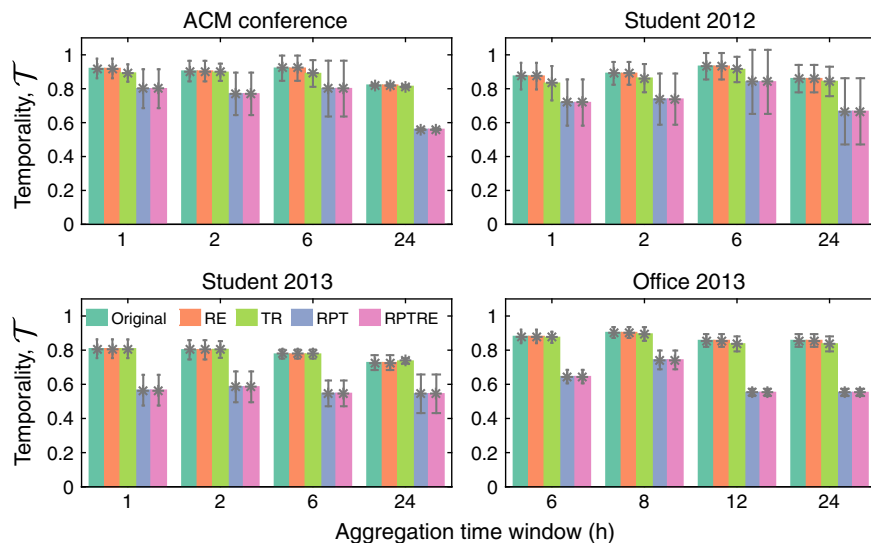 ACM conference
Temporality, 𝒯
1
0.8
0.6
0.4
0.2
0
1 2 6 24
Student 2012
1
0.8
0.6
0.4
0.2
0
1 2 6 24
Student 2013
Temporality, 𝒯
Original RE TR RPT RPTRE
1
0.8
0.6
0.4
0.2
0
1 2 6 24
Office 2013
1
0.8
0.6
0.4
0.2
0
6 8 12 24
Aggregation time window (h)